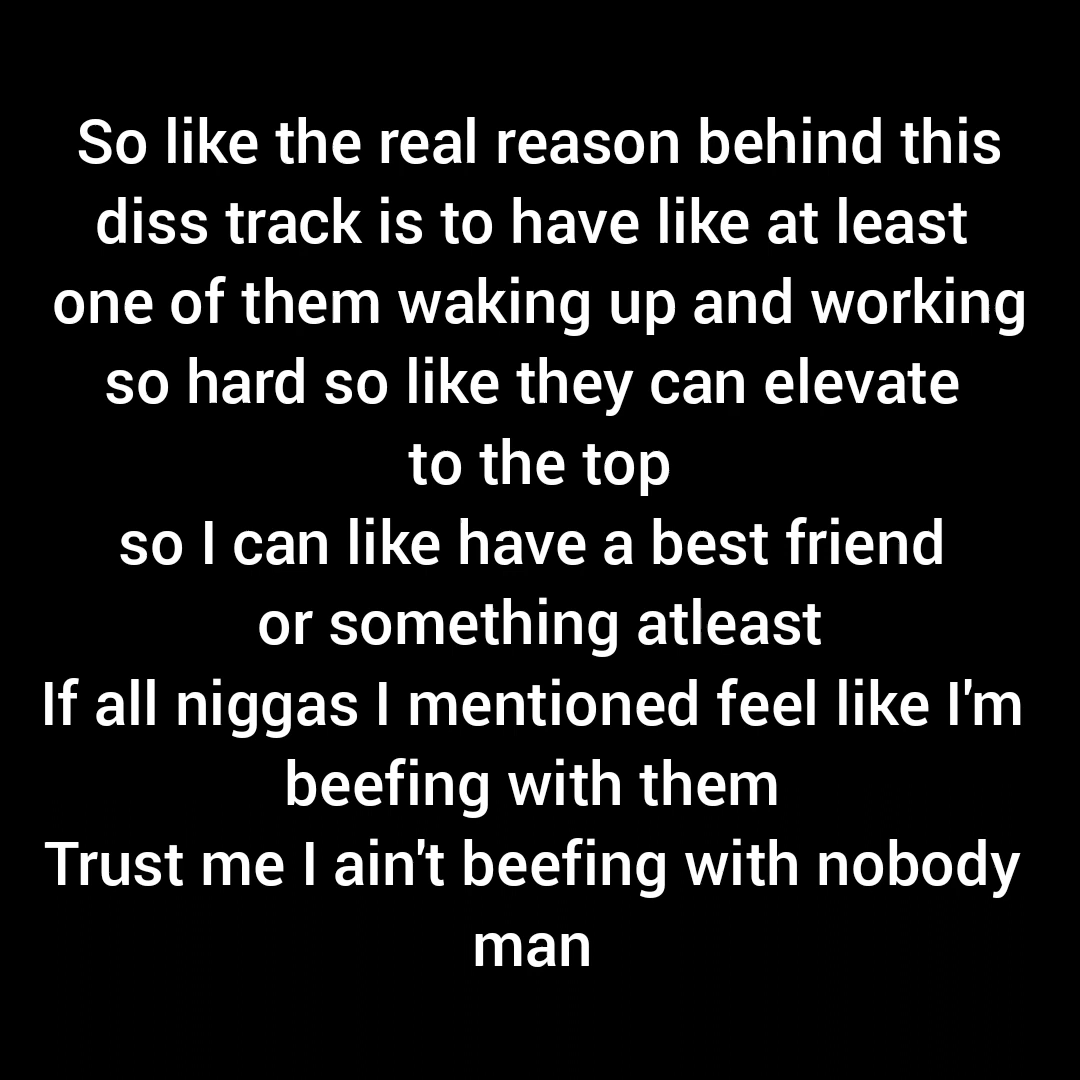 So like the real reason behind this
diss track is to have like at least
one of them waking up and working
so hard so like they can elevate
to the top
so I can like have a best friend
or something atleast
If all niggas I mentioned feel like I'm
beefing with them
Trust me I ain't beefing with nobody
man